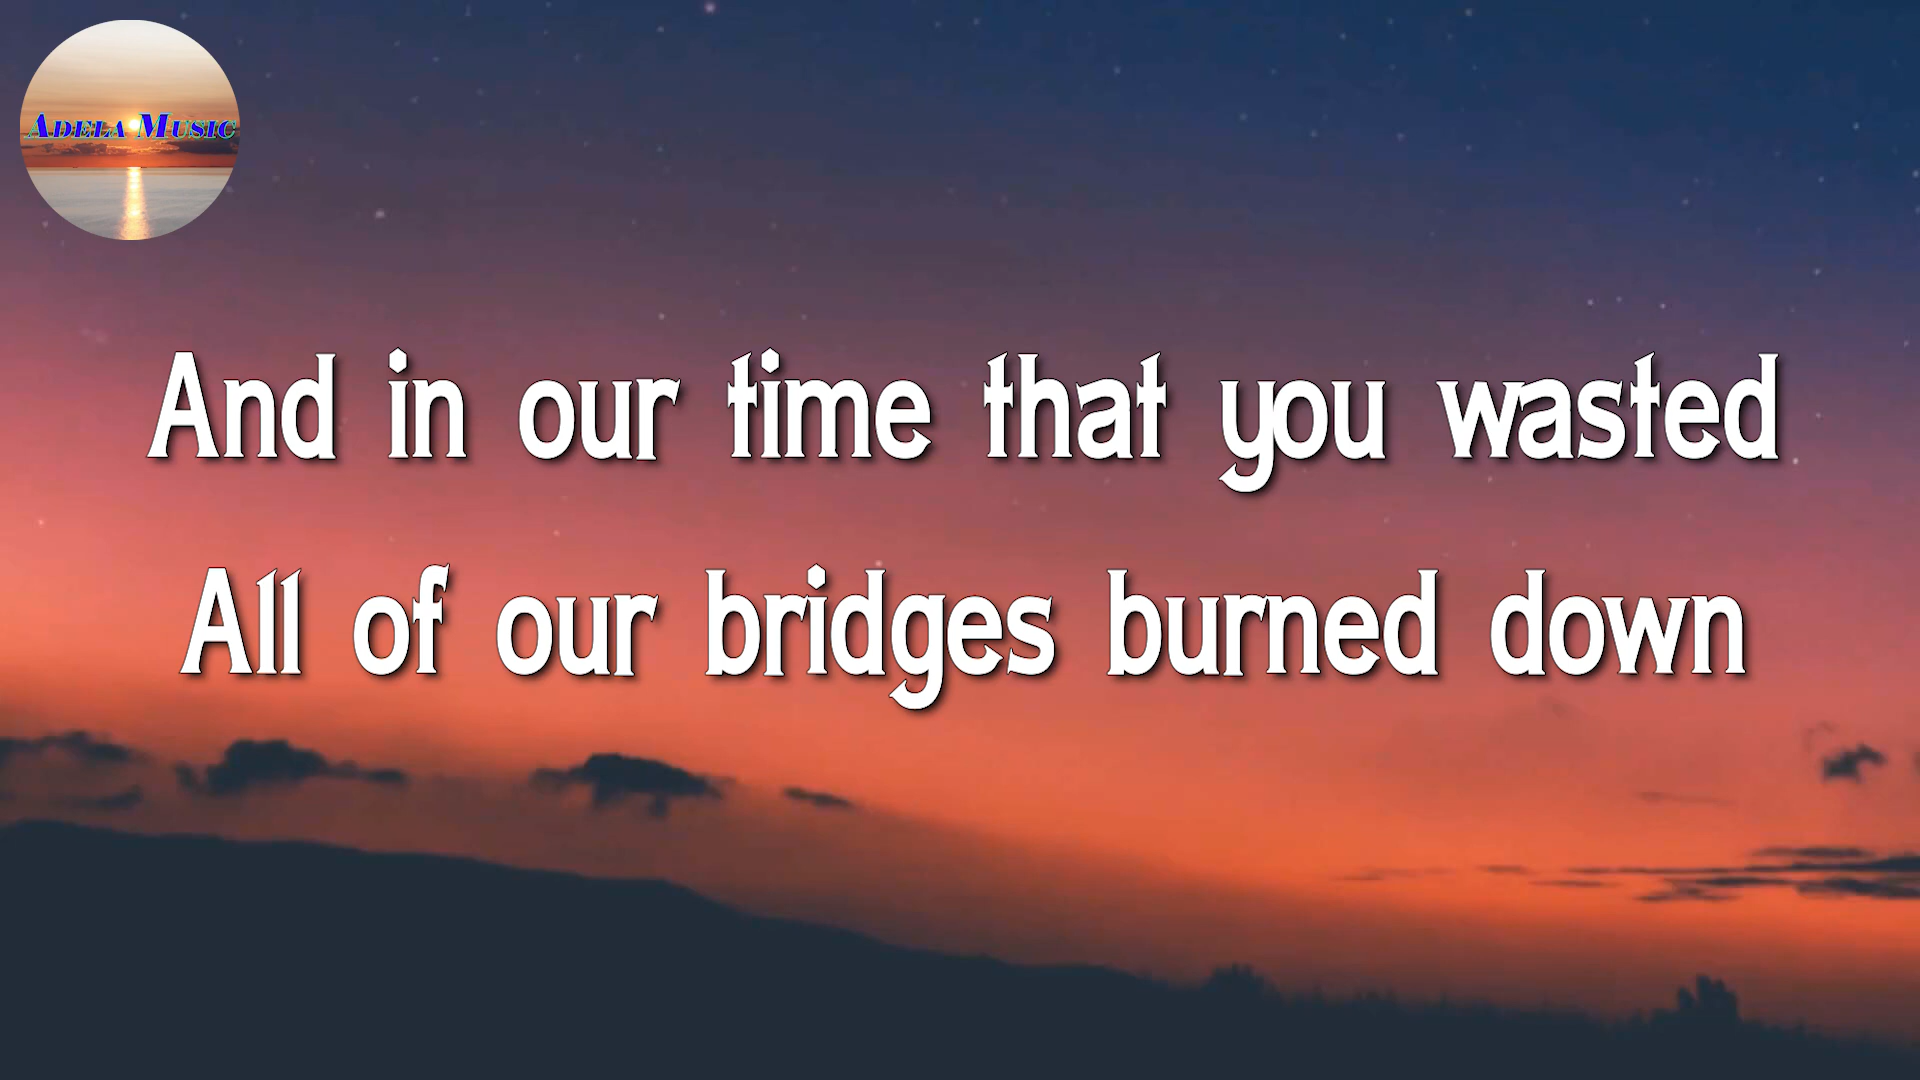 Adela Music
And in our time that you wasted
All of our bridges burned down